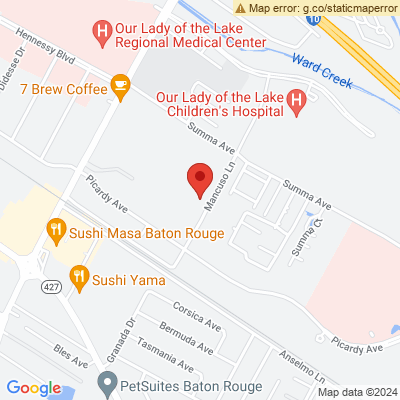 Map error: g.co/staticmaperror
Our Lady of the Lake
Regional Medical Center
10
Hennessy Blvd
Didesse Dr
Ward Creek
7 Brew Coffee
Our Lady of the Lake
Children's Hospital
Summa Ave
Mancuso Ln
Summa Ave
Picardy Ave
Summa Ct
Sushi Masa Baton Rouge
427
Sushi Yama
Corsica Ave
Granada Dr
Bermuda Ave
Picardy Ave
Tasmania Ave
Anselmo Ln
Bles Ave
PetSuites Baton Rouge
Google
Map data ©2024